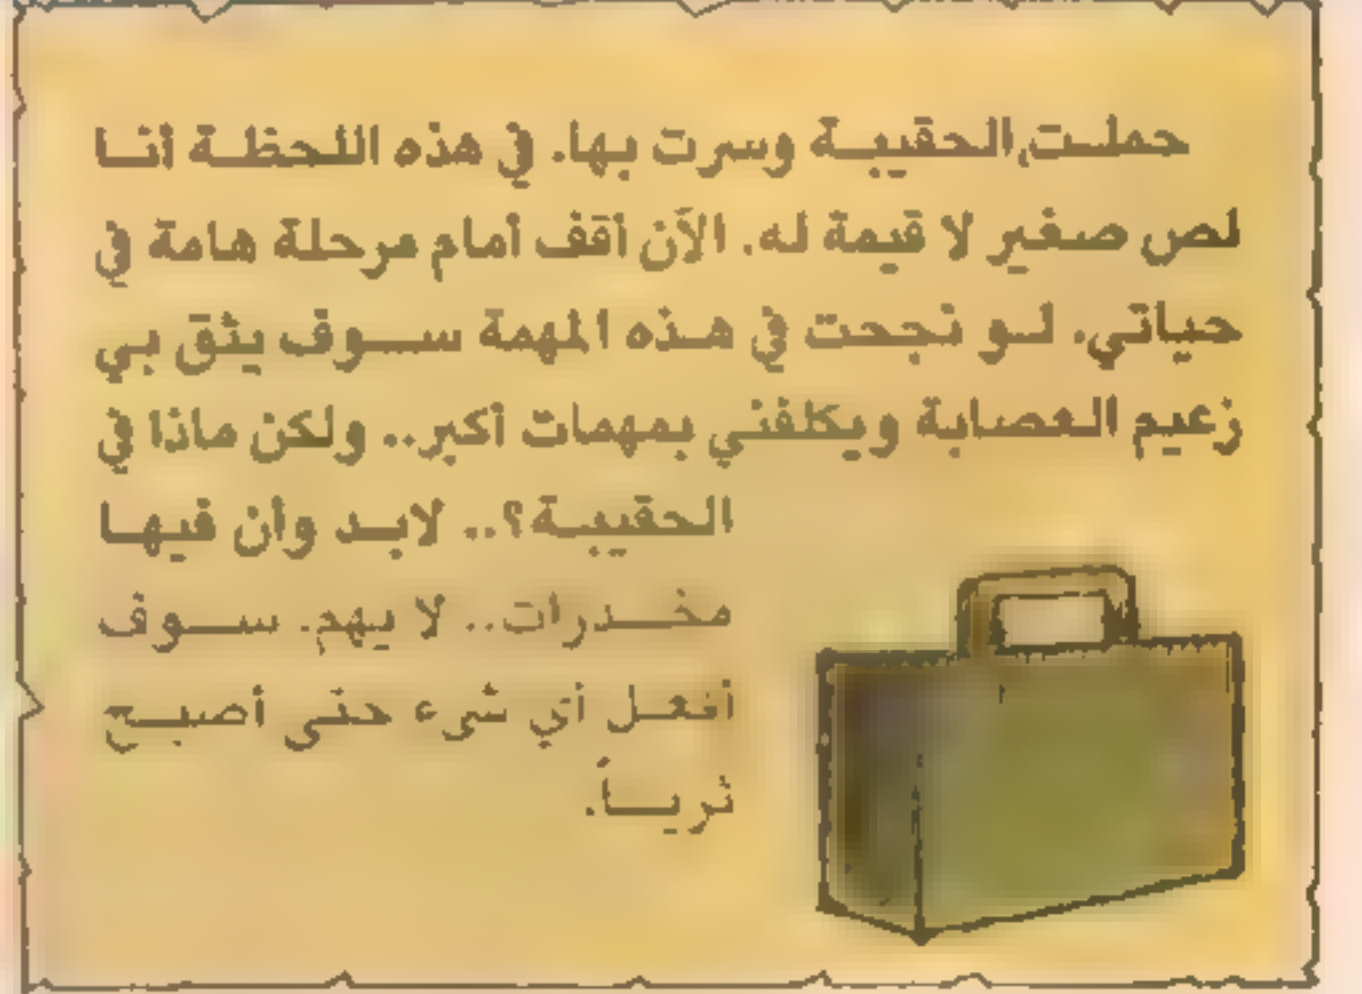 حملت الحقيبة وسرت بها. في هذه اللحظة أنا
لص صغير لا قيمة له. الآن أقف أمام مرحلة هامة في
حياتي. لو نجحت في هذه المهمة سوف يثق بي
زعيم العصابة ويكلفني بمهمات أكبر.. ولكن ماذا في
الحقيبة؟.. لابد وأن فيها
مخدرات.. لا يهم. سوف
أفعل أي شيء حتى أصبح
ثرياً.